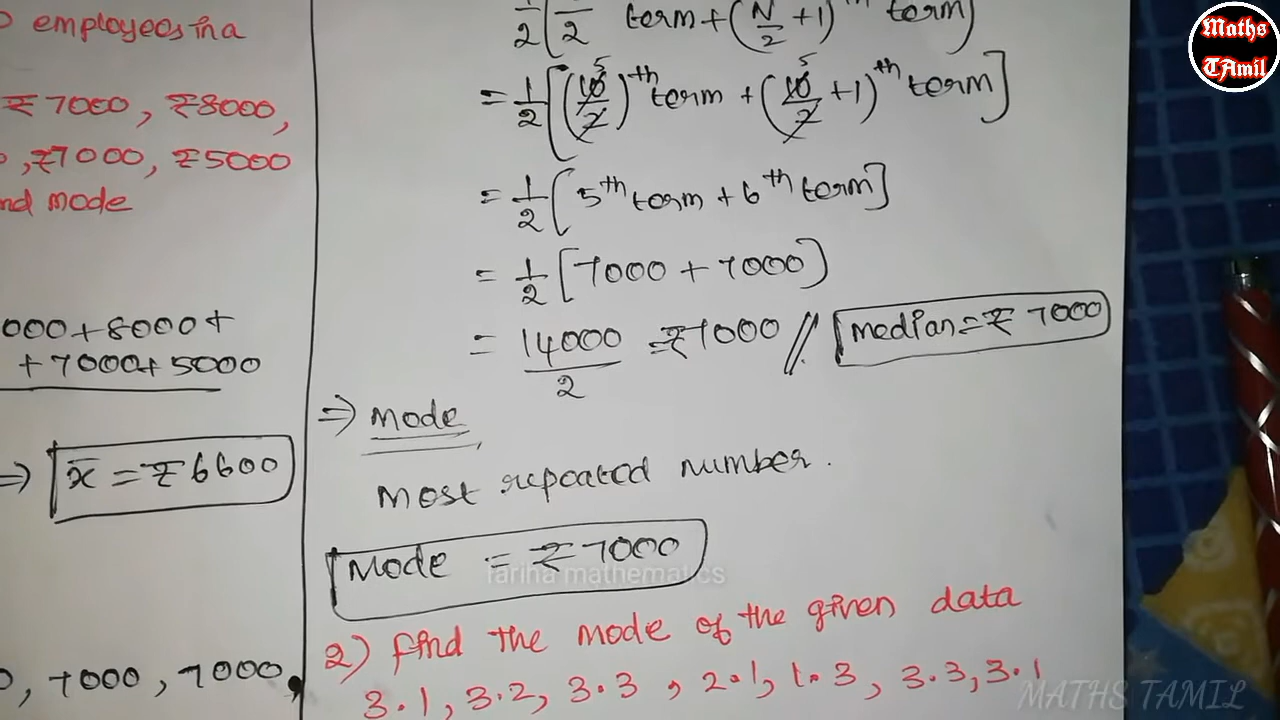 employees in a
₹7000, ₹8000,
, ₹7000, ₹5000
nd mode
000+8000+
+7000+5000
⇒ x̄ = ₹6600
, 7000, 7000,
1/2 [ /2 term + (N/2 + 1)th term]
= 1/2 [(10/2)th 5 term + (10/2 5 + 1)th term]
= 1/2 [5th term + 6th term]
= 1/2 [7000 + 7000]
= 14000/2 = ₹7000 // median = ₹7000
⇒ Mode
Most repeated number.
Mode = ₹7000
fariha mathematics
2) Find the mode of the given data
3.1, 3.2, 3.3, 2.1, 1.3, 3.3, 3.1
Maths
TAmil
MATHS TAMIL